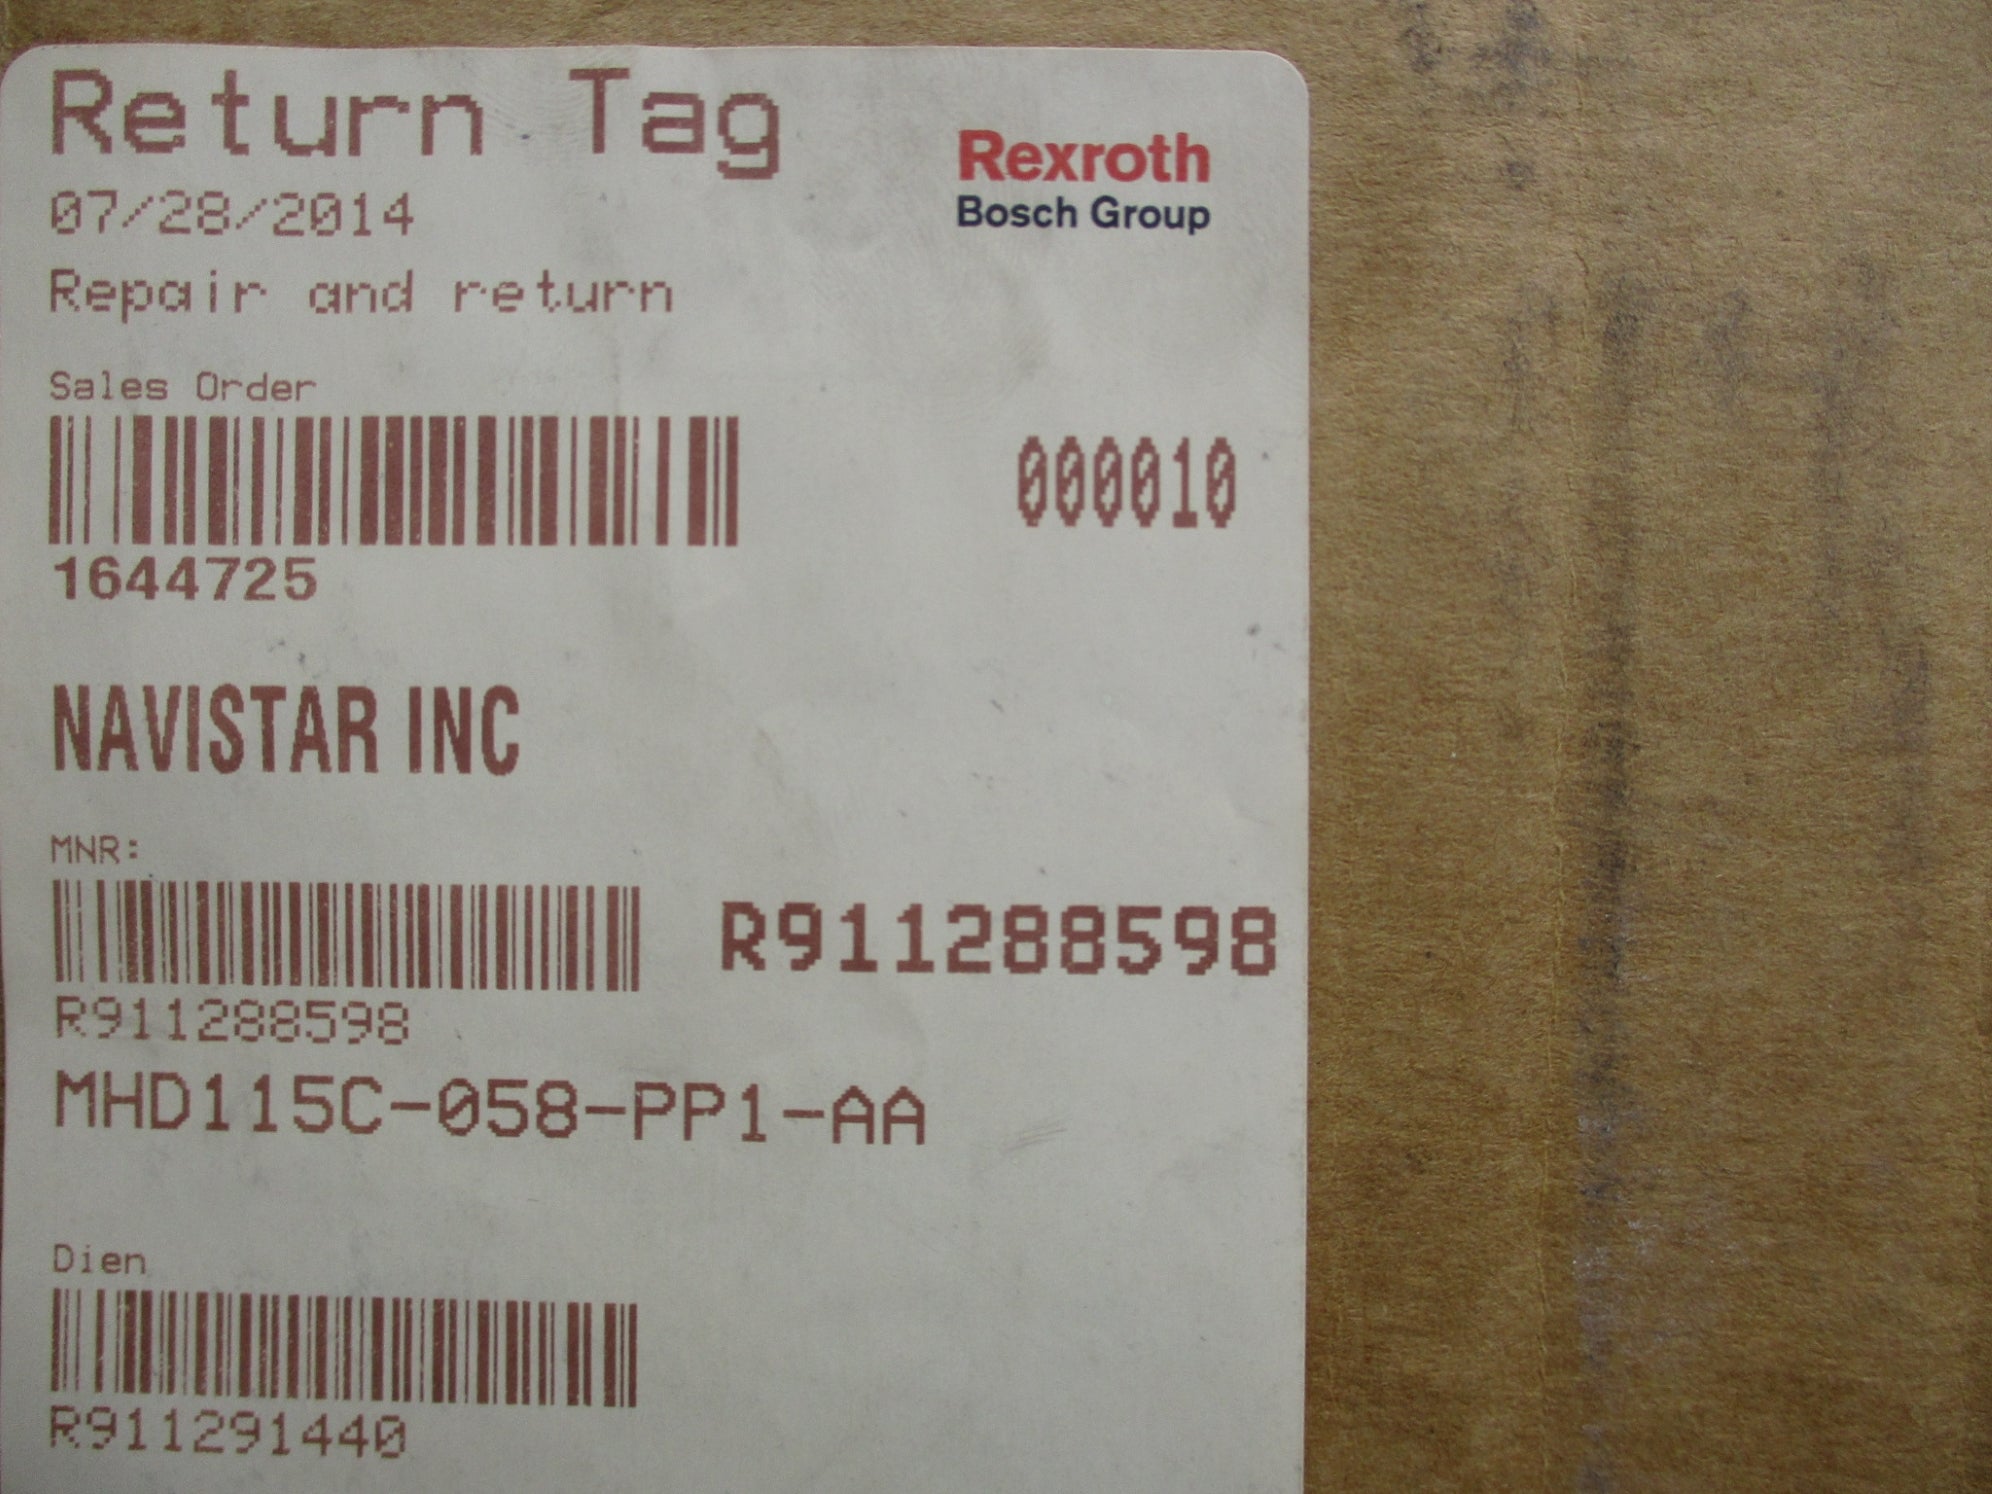 Return Tag
Rexroth
Bosch Group
07/28/2014
Repair and return
Sales Order
000010
1644725
NAVISTAR INC
MNR:
R911288598
R911288598
MHD115C-058-PP1-AA
Dien
R911291440